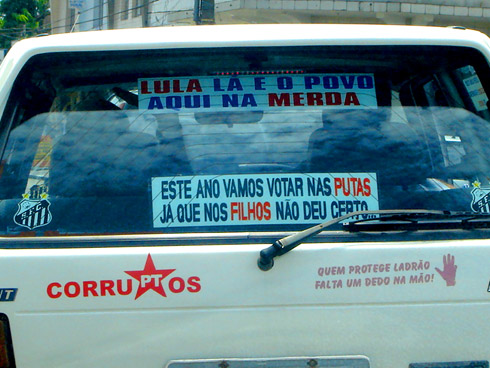 LULA LÁ E O POVO
AQUI NA MERDA
ESTE ANO VAMOS VOTAR NAS PUTAS
JÁ QUE NOS FILHOS NÃO DEU CERTO
CORRUPTOS
QUEM PROTEGE LADRÃO
FALTA UM DEDO NA MÃO!